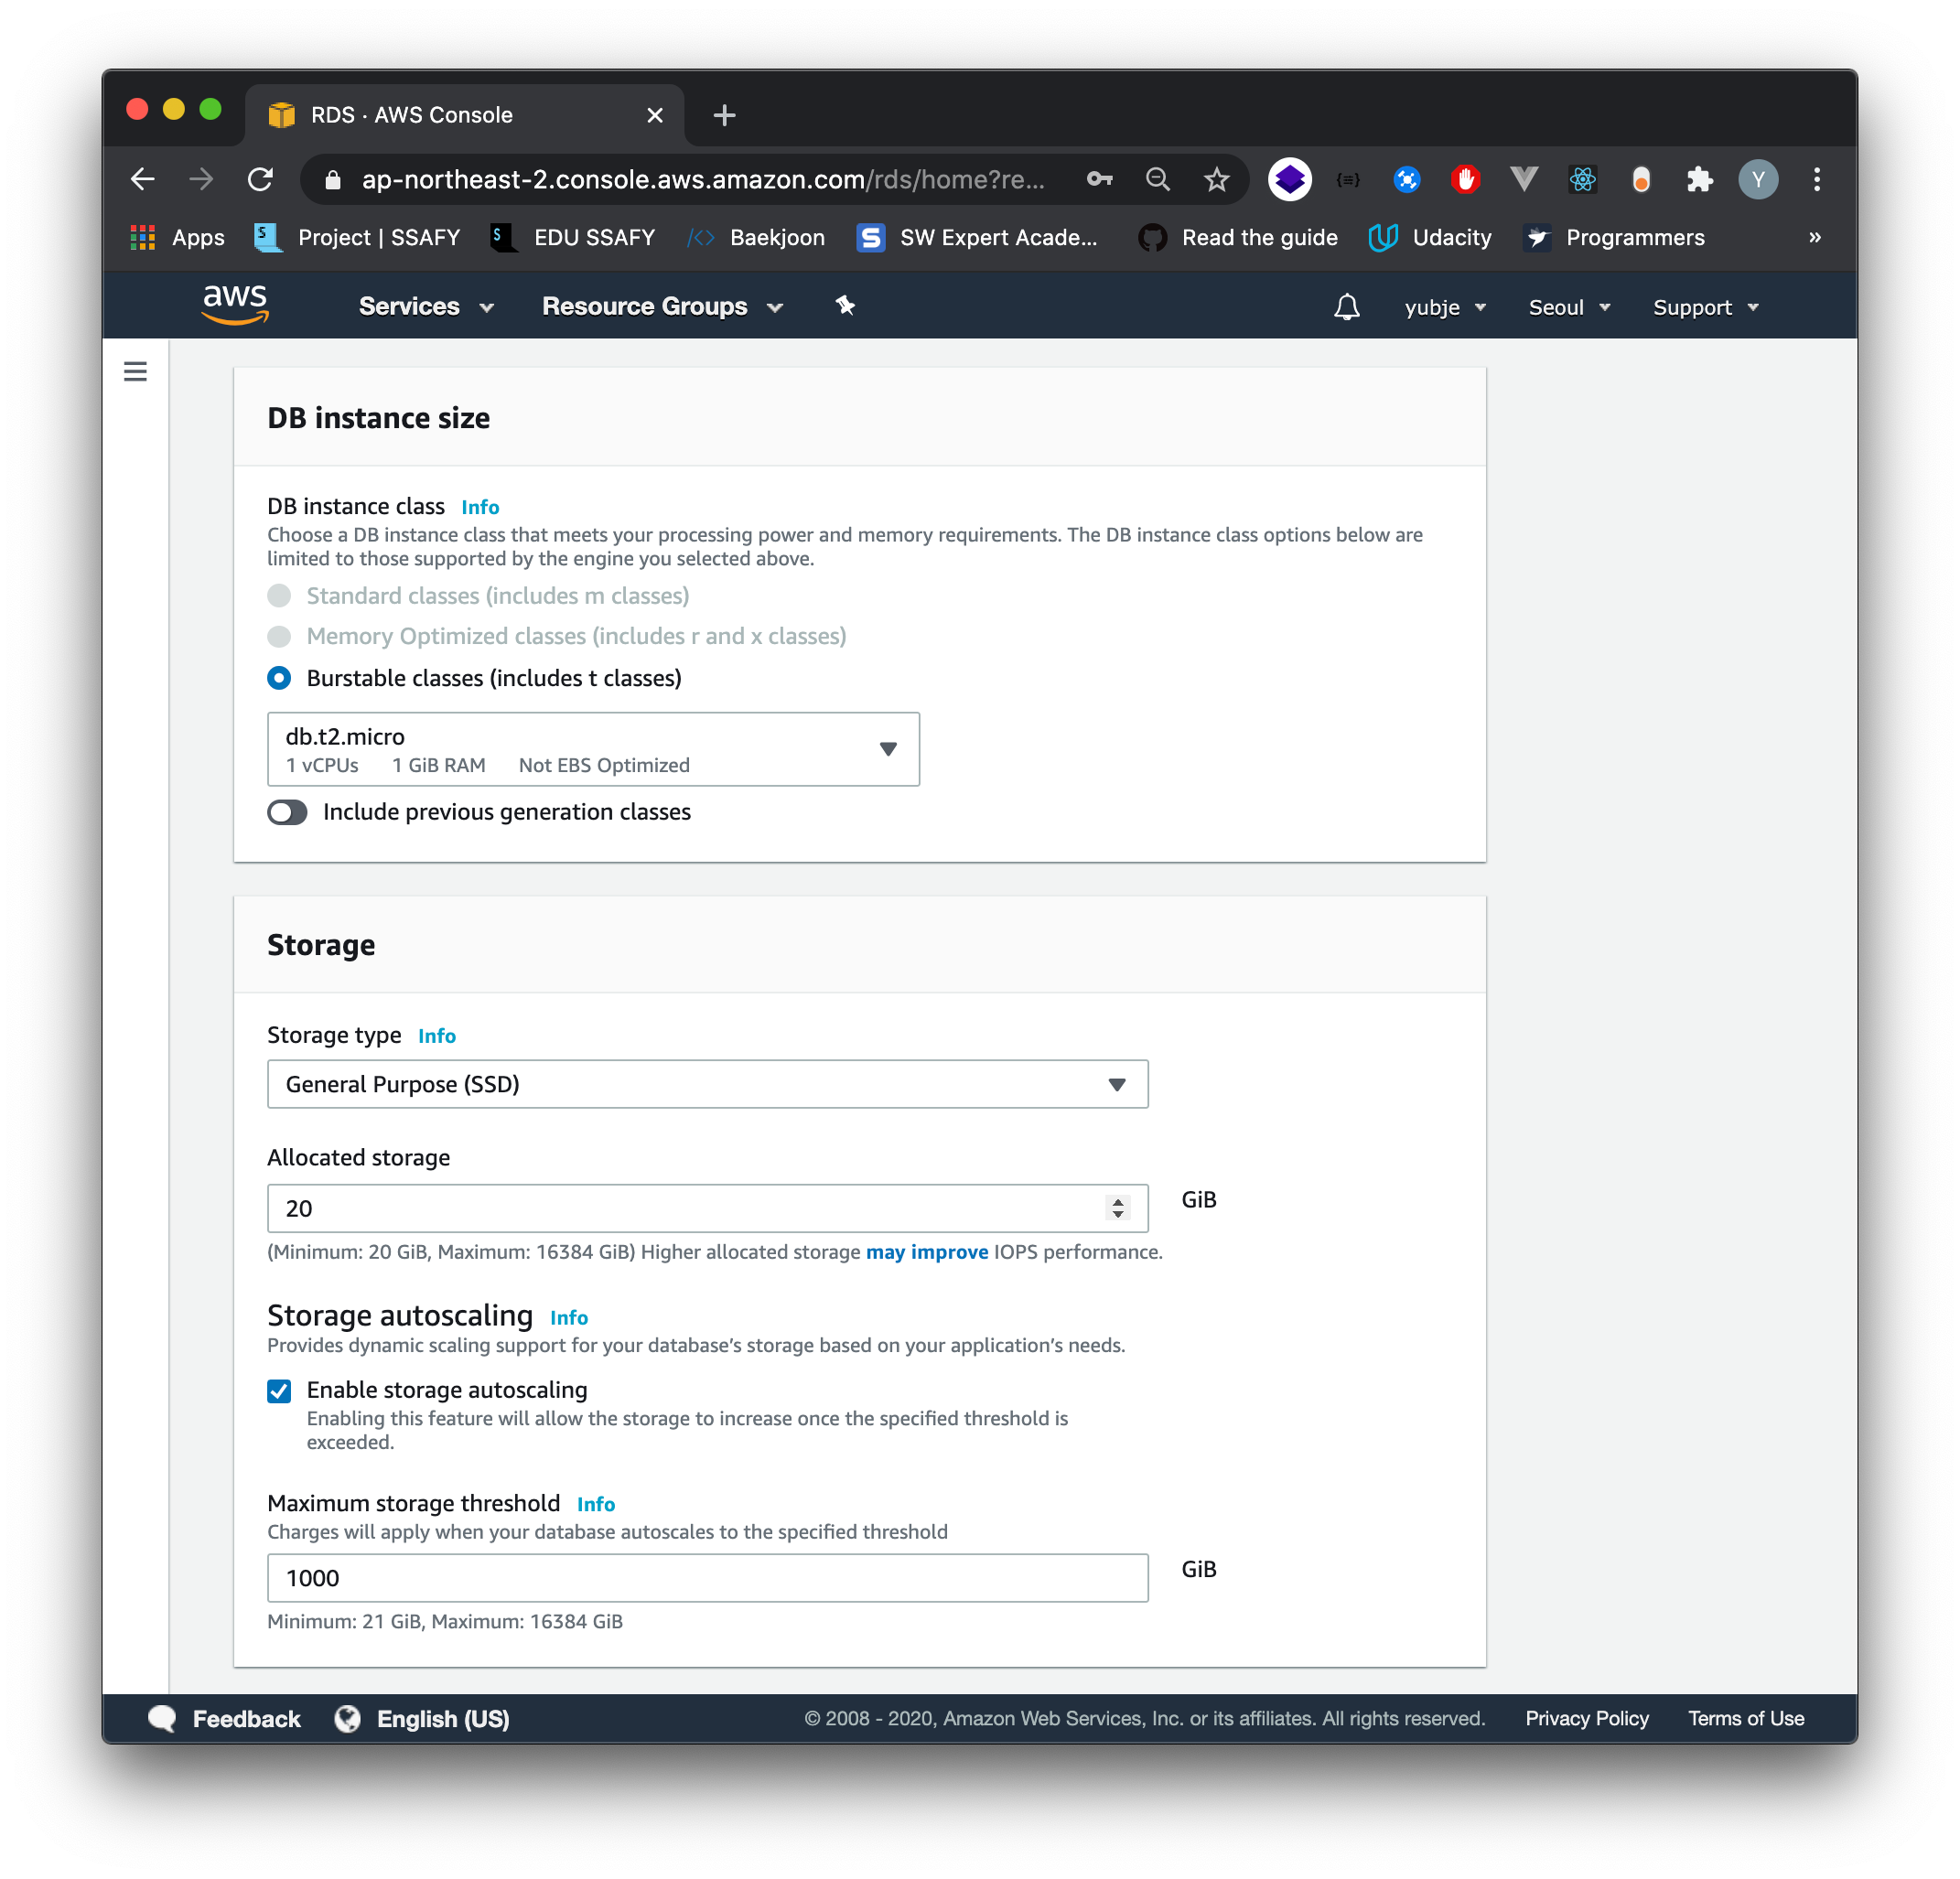 RDS · AWS Console
ap-northeast-2.console.aws.amazon.com/rds/home?re...
Y
Apps Project | SSAFY EDU SSAFY Baekjoon SW Expert Acade... Read the guide Udacity Programmers »
aws Services Resource Groups yubje Seoul Support
DB instance size
DB instance class Info
Choose a DB instance class that meets your processing power and memory requirements. The DB instance class options below are
limited to those supported by the engine you selected above.
Standard classes (includes m classes)
Memory Optimized classes (includes r and x classes)
Burstable classes (includes t classes)
db.t2.micro
1 vCPUs 1 GiB RAM Not EBS Optimized
Include previous generation classes
Storage
Storage type Info
General Purpose (SSD)
Allocated storage
20 GiB
(Minimum: 20 GiB, Maximum: 16384 GiB) Higher allocated storage may improve IOPS performance.
Storage autoscaling Info
Provides dynamic scaling support for your database’s storage based on your application’s needs.
Enable storage autoscaling
Enabling this feature will allow the storage to increase once the specified threshold is
exceeded.
Maximum storage threshold Info
Charges will apply when your database autoscales to the specified threshold
1000 GiB
Minimum: 21 GiB, Maximum: 16384 GiB
Feedback English (US) © 2008 - 2020, Amazon Web Services, Inc. or its affiliates. All rights reserved. Privacy Policy Terms of Use